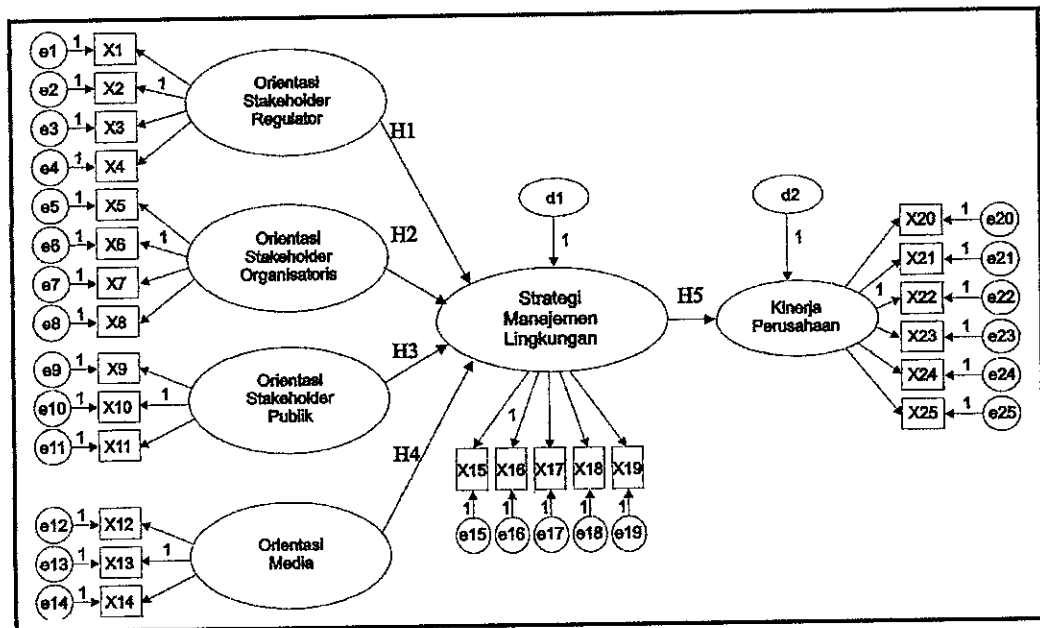 e1 1 X1
e2 1 X2 1
e3 1 X3
e4 1 X4
Orientasi
Stakeholder
Regulator
H1
e5 1 X5
e6 1 X6 1
e7 1 X7
e8 1 X8
Orientasi
Stakeholder
Organisatoris
H2
e9 1 X9
e10 1 X10 1
e11 1 X11
Orientasi
Stakeholder
Publik
H3
e12 1 X12
e13 1 X13 1
e14 1 X14
Orientasi
Media
H4
d1
1
Strategi
Manajemen
Lingkungan
1
X15 X16 X17 X18 X19
1 1 1 1 1
e15 e16 e17 e18 e19
H5
d2
1
Kinerja
Perusahaan
X20 1 e20
X21 1 e21
1 X22 1 e22
X23 1 e23
X24 1 e24
X25 1 e25